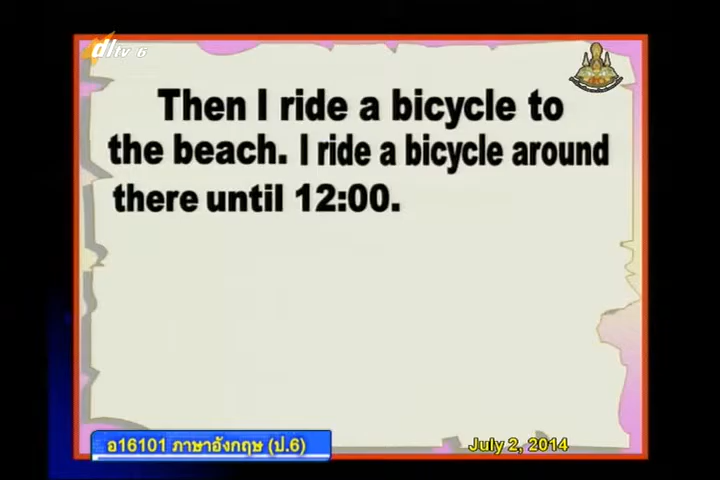 dltv 6
Then I ride a bicycle to
the beach. I ride a bicycle around
there until 12:00.
อ16101 ภาษาอังกฤษ (ป.6)
July 2, 2014